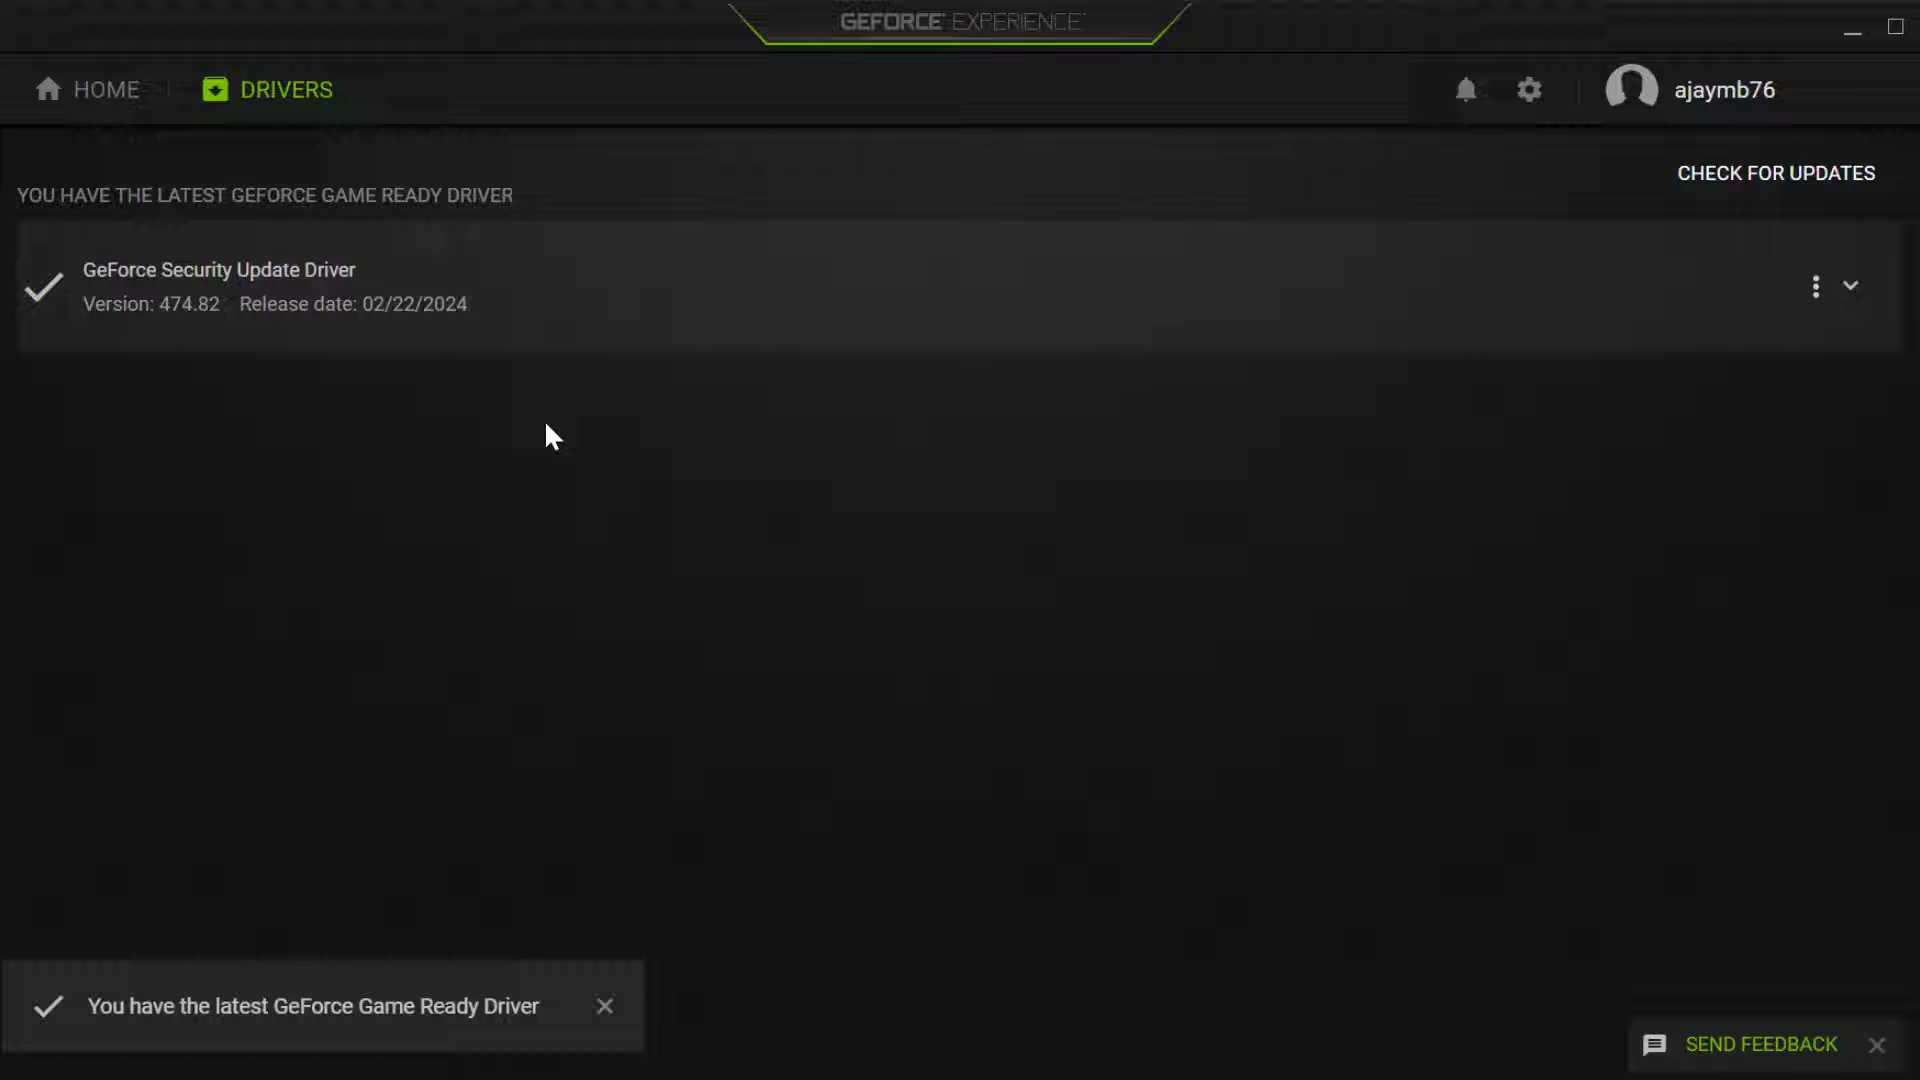 GEFORCE EXPERIENCE
HOME
DRIVERS
ajaymb76
CHECK FOR UPDATES
YOU HAVE THE LATEST GEFORCE GAME READY DRIVER
GeForce Security Update Driver
Version: 474.82 Release date: 02/22/2024
You have the latest GeForce Game Ready Driver
SEND FEEDBACK